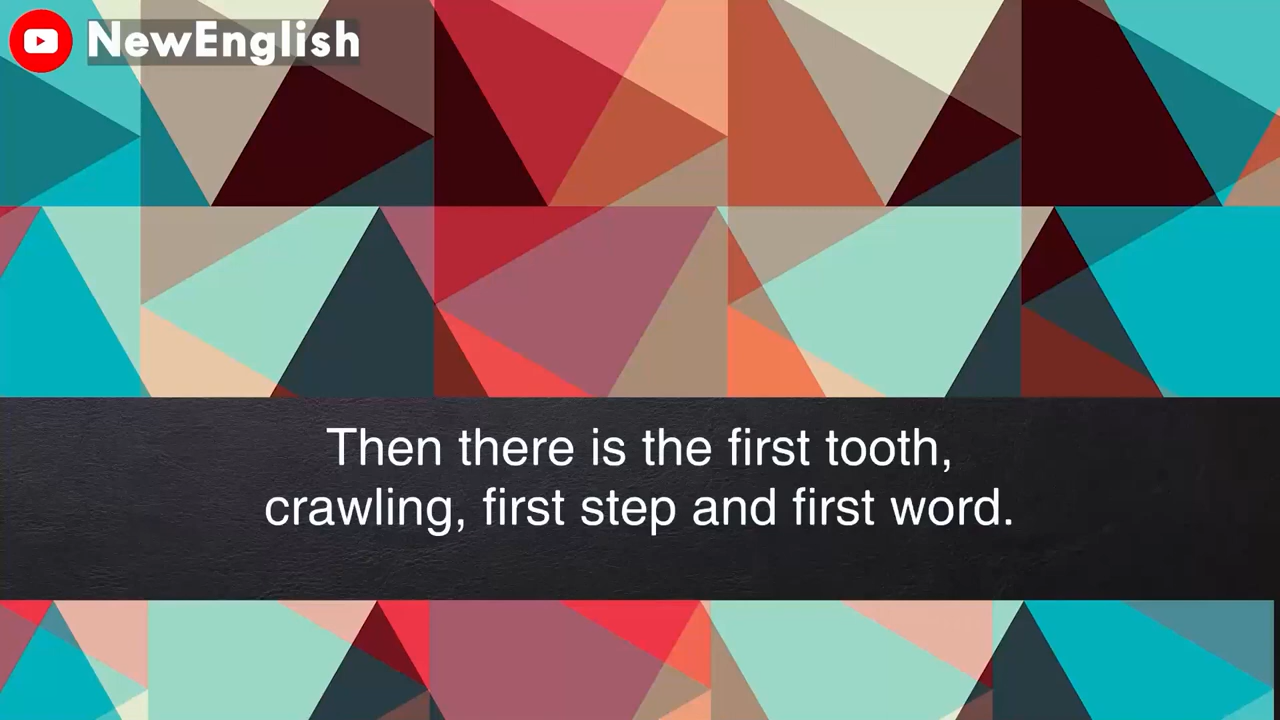 NewEnglish
Then there is the first tooth,
crawling, first step and first word.